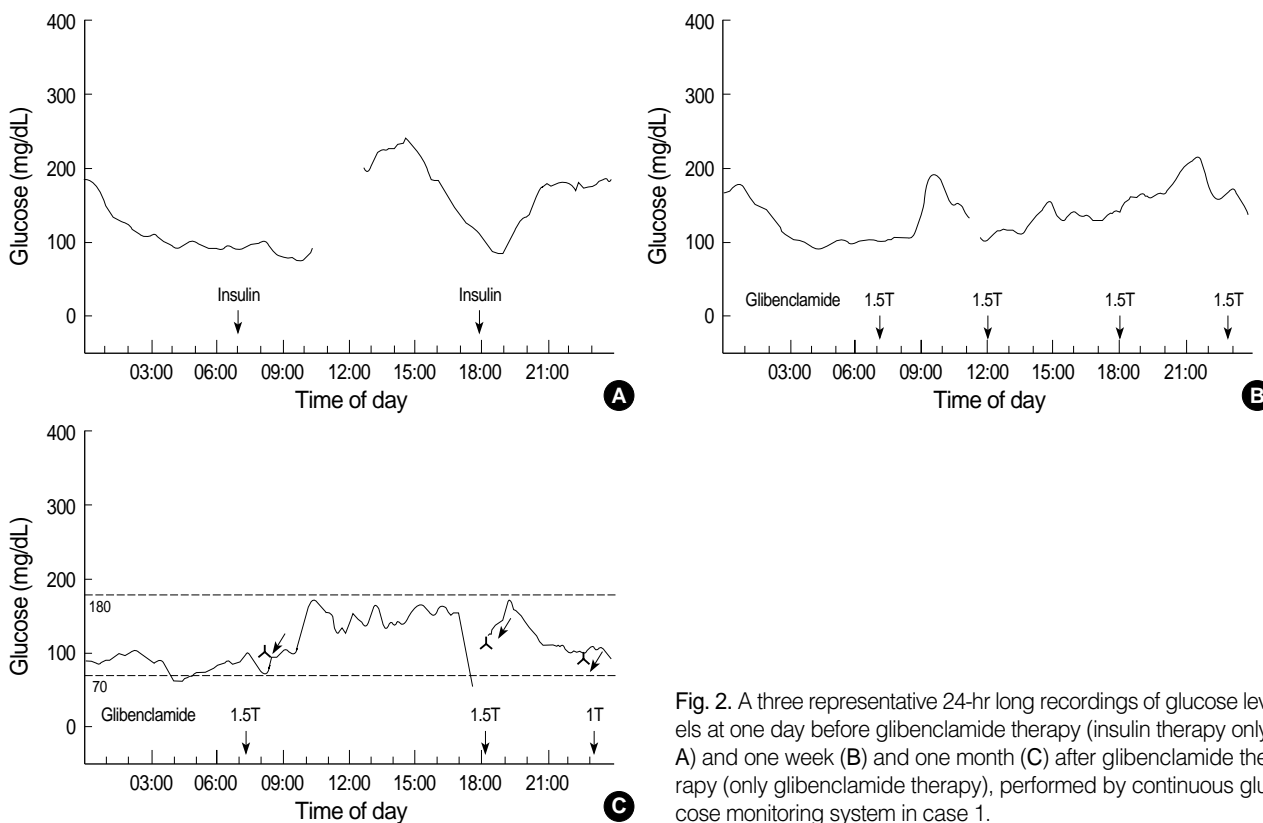 400
300
200
100
0
Glucose (mg/dL)
Insulin
Insulin
03:00 06:00 09:00 12:00 15:00 18:00 21:00
Time of day
A
400
300
200
100
0
Glucose (mg/dL)
Glibenclamide 1.5T 1.5T 1.5T 1.5T
03:00 06:00 09:00 12:00 15:00 18:00 21:00
Time of day
B
400
300
200
100
0
Glucose (mg/dL)
180
70
Glibenclamide 1.5T 1.5T 1T
03:00 06:00 09:00 12:00 15:00 18:00 21:00
Time of day
C
Fig. 2. A three representative 24-hr long recordings of glucose lev-
els at one day before glibenclamide therapy (insulin therapy only
A) and one week (B) and one month (C) after glibenclamide the-
rapy (only glibenclamide therapy), performed by continuous glu-
cose monitoring system in case 1.